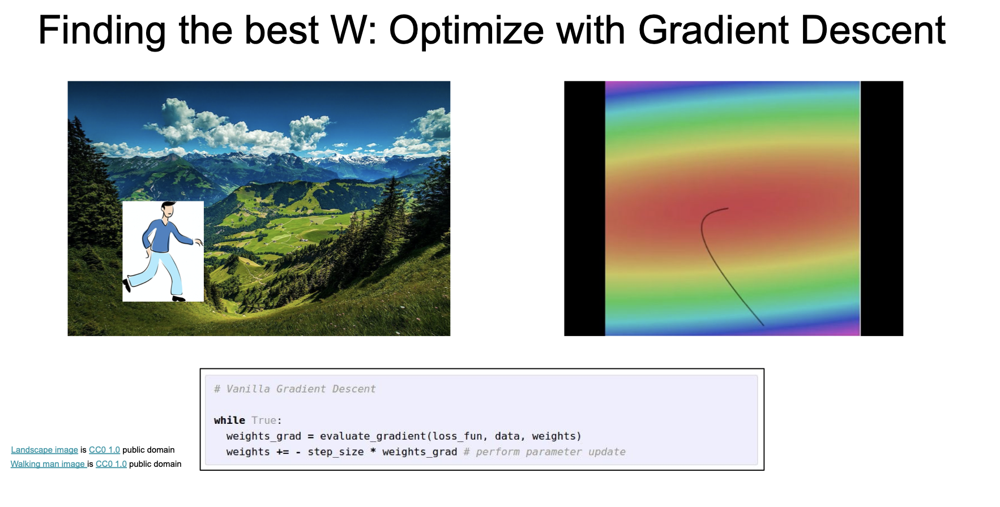 Finding the best W: Optimize with Gradient Descent
# Vanilla Gradient Descent
while True:
weights_grad = evaluate_gradient(loss_fun, data, weights)
weights += - step_size * weights_grad # perform parameter update
Landscape image is CC0 1.0 public domain
Walking man image is CC0 1.0 public domain